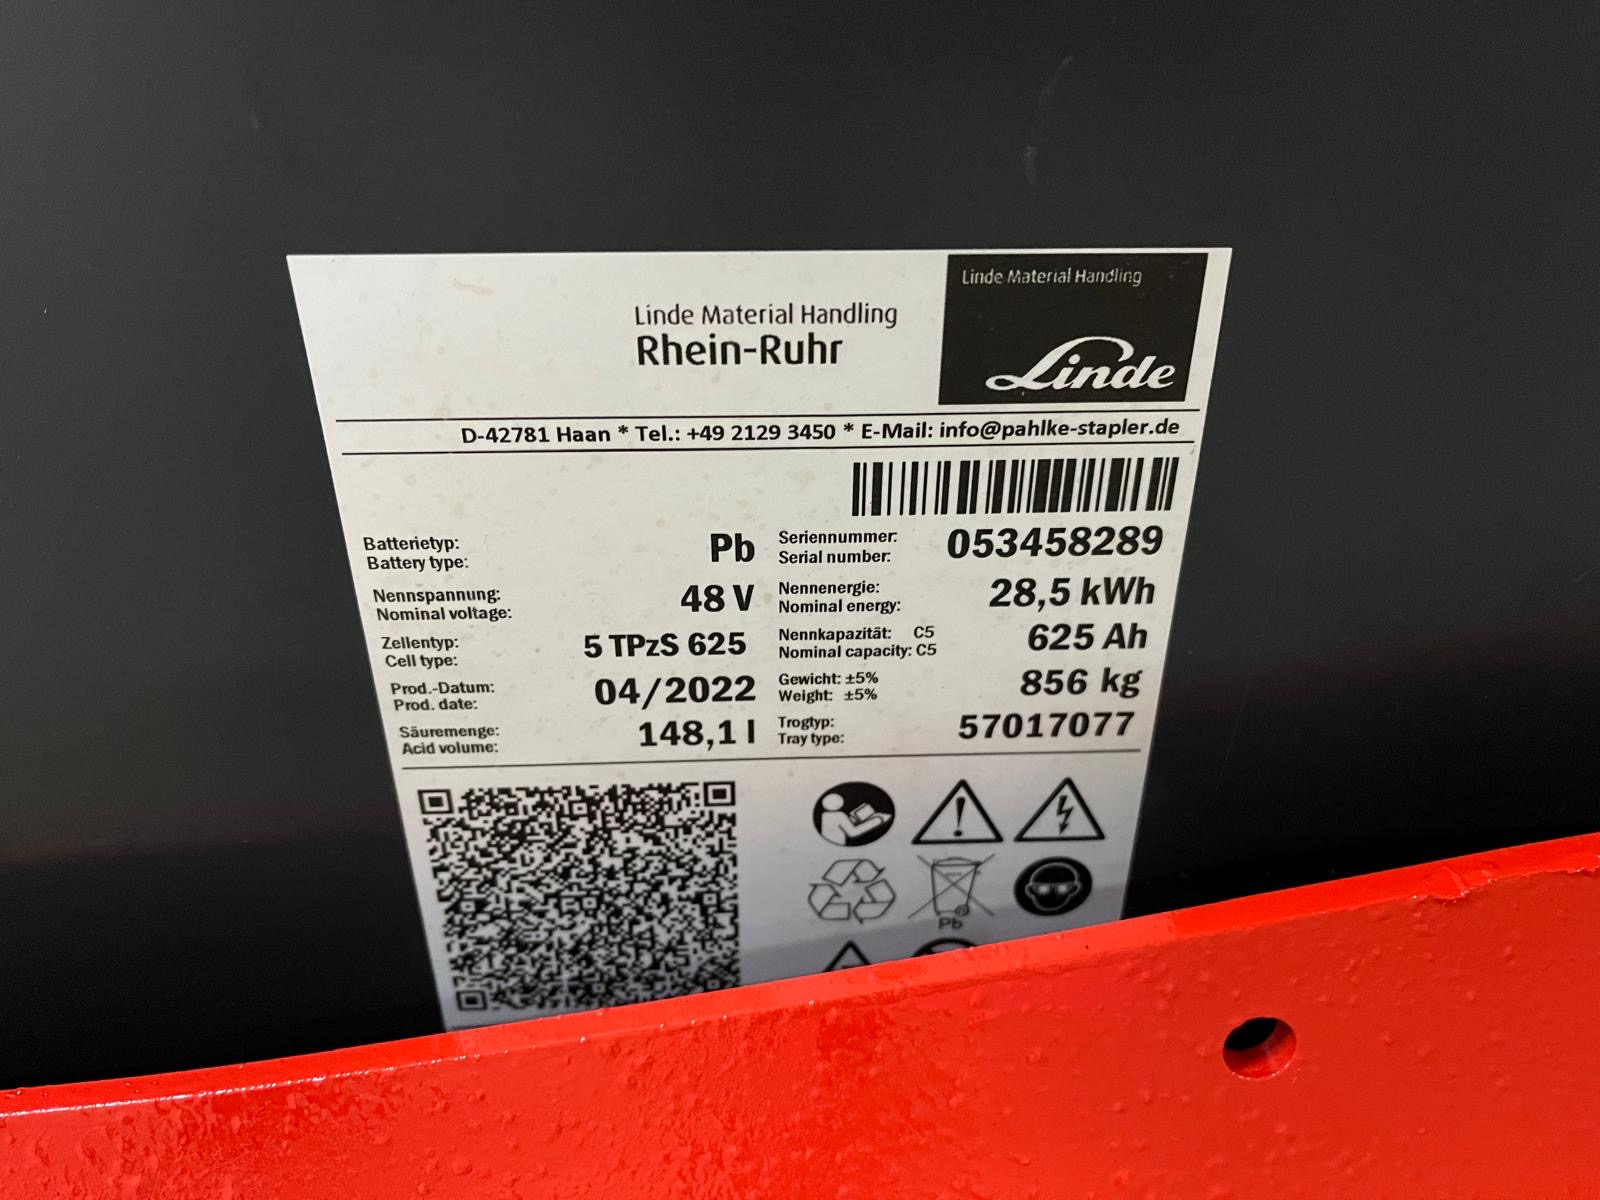 Linde Material Handling
Linde
Linde Material Handling
Rhein-Ruhr
D-42781 Haan * Tel.: +49 2129 3450 * E-Mail: info@pahlke-stapler.de
Batterietyp:
Battery type:
Pb
Seriennummer:
Serial number:
053458289
Nennspannung:
Nominal voltage:
48 V
Nennenergie:
Nominal energy:
28,5 kWh
Zellentyp:
Cell type:
5 TPzS 625
Nennkapazität: C5
Nominal capacity: C5
625 Ah
Prod.-Datum:
Prod. date:
04/2022
Gewicht: ±5%
Weight: ±5%
856 kg
Säuremenge:
Acid volume:
148,1 l
Trogtyp:
Tray type:
57017077
Pb